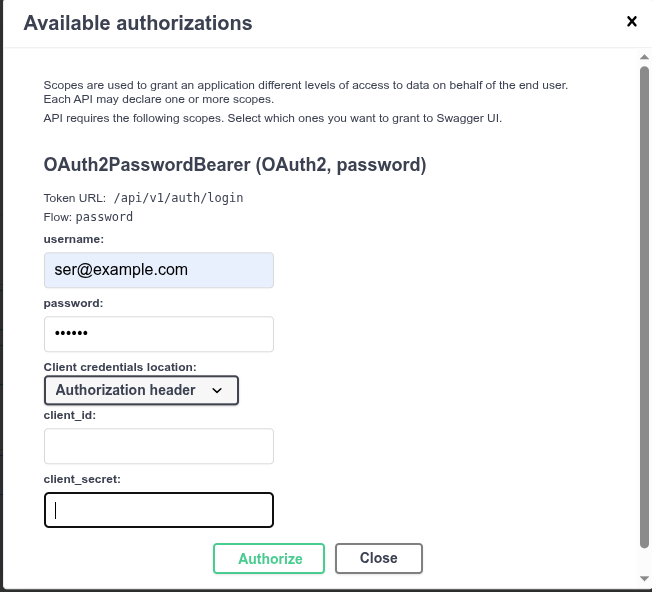 Available authorizations
Scopes are used to grant an application different levels of access to data on behalf of the end user.
Each API may declare one or more scopes.
API requires the following scopes. Select which ones you want to grant to Swagger UI.
OAuth2PasswordBearer (OAuth2, password)
Token URL: /api/v1/auth/login
Flow: password
username:
ser@example.com
password:
••••••
Client credentials location:
Authorization header
client_id:
client_secret:
Authorize Close